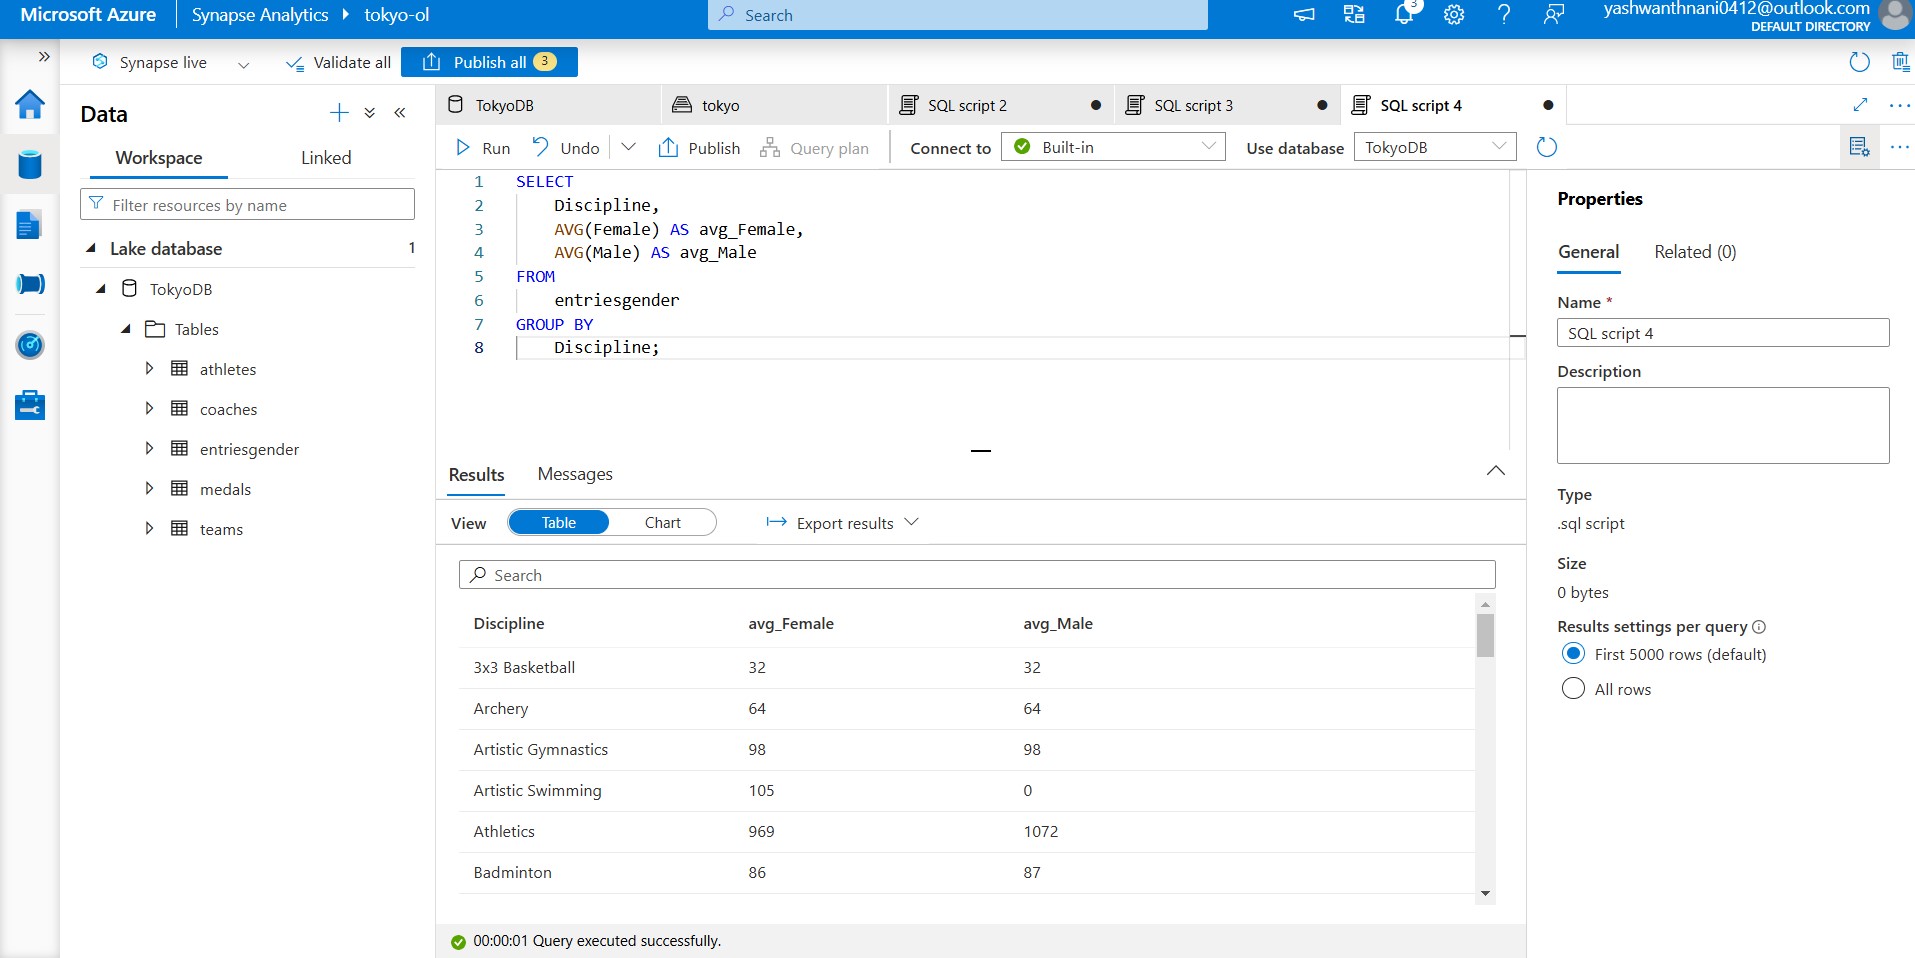 Microsoft Azure
Synapse Analytics
tokyo-ol
Search
3
yashwanthnani0412@outlook.com
DEFAULT DIRECTORY
Synapse live
Validate all
Publish all 3
Data
Workspace
Linked
Filter resources by name
Lake database 1
TokyoDB
Tables
athletes
coaches
entriesgender
medals
teams
TokyoDB
tokyo
SQL script 2
SQL script 3
SQL script 4
Run
Undo
Publish
Query plan
Connect to
Built-in
Use database
TokyoDB
1 SELECT
2 Discipline,
3 AVG(Female) AS avg_Female,
4 AVG(Male) AS avg_Male
5 FROM
6 entriesgender
7 GROUP BY
8 Discipline;
Results
Messages
View
Table
Chart
Export results
Search
Discipline avg_Female avg_Male
3x3 Basketball 32 32
Archery 64 64
Artistic Gymnastics 98 98
Artistic Swimming 105 0
Athletics 969 1072
Badminton 86 87
00:00:01 Query executed successfully.
Properties
General
Related (0)
Name *
SQL script 4
Description
Type
.sql script
Size
0 bytes
Results settings per query
First 5000 rows (default)
All rows